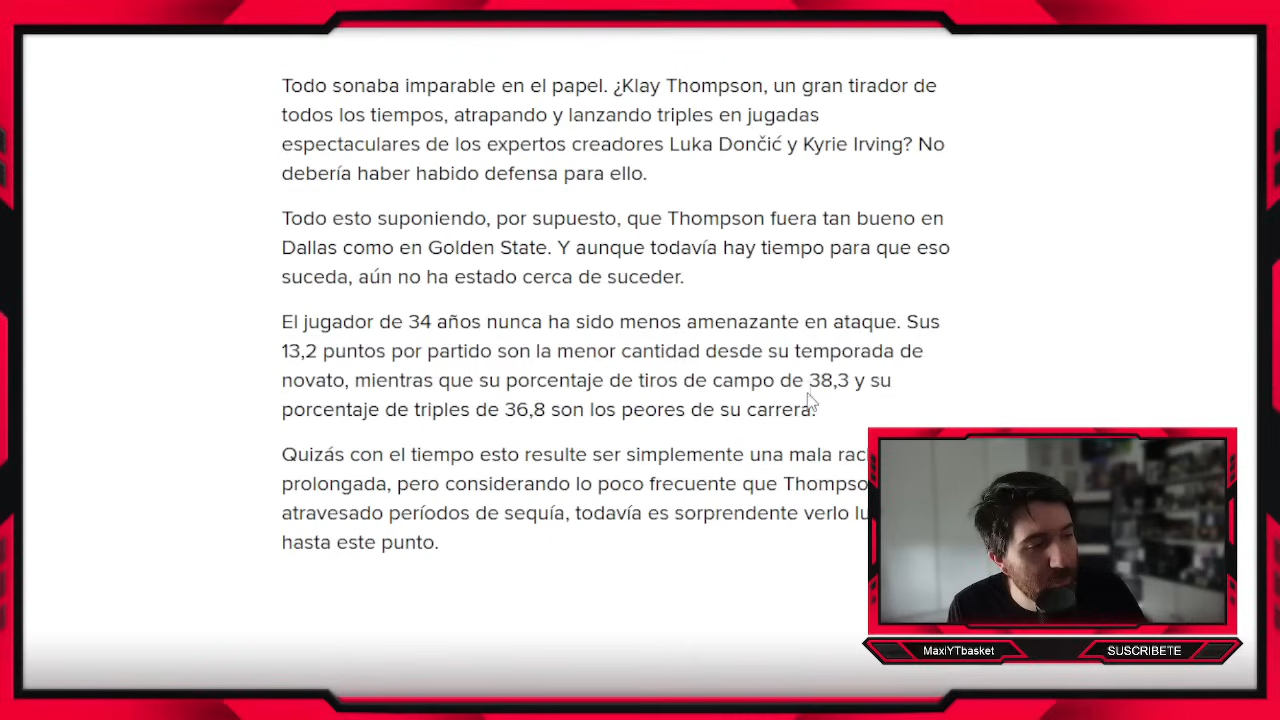 Todo sonaba imparable en el papel. ¿Klay Thompson, un gran tirador de
todos los tiempos, atrapando y lanzando triples en jugadas
espectaculares de los expertos creadores Luka Dončić y Kyrie Irving? No
debería haber habido defensa para ello.
Todo esto suponiendo, por supuesto, que Thompson fuera tan bueno en
Dallas como en Golden State. Y aunque todavía hay tiempo para que eso
suceda, aún no ha estado cerca de suceder.
El jugador de 34 años nunca ha sido menos amenazante en ataque. Sus
13,2 puntos por partido son la menor cantidad desde su temporada de
novato, mientras que su porcentaje de tiros de campo de 38,3 y su
porcentaje de triples de 36,8 son los peores de su carrera.
Quizás con el tiempo esto resulte ser simplemente una mala
prolongada, pero considerando lo poco frecuente que
atravesado períodos de sequía, todavía es sorprendente verlo
hasta este punto.
MaxiYTbasket
SUSCRIBETE